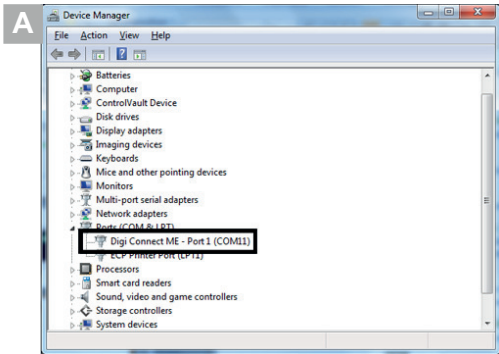 A
Device Manager
File Action View Help
Batteries
Computer
ControlVault Device
Disk drives
Display adapters
Imaging devices
Keyboards
Mice and other pointing devices
Monitors
Multi-port serial adapters
Network adapters
Ports (COM & LPT)
Digi Connect ME - Port 1 (COM11)
ECP Printer Port (LPT1)
Processors
Smart card readers
Sound, video and game controllers
Storage controllers
System devices